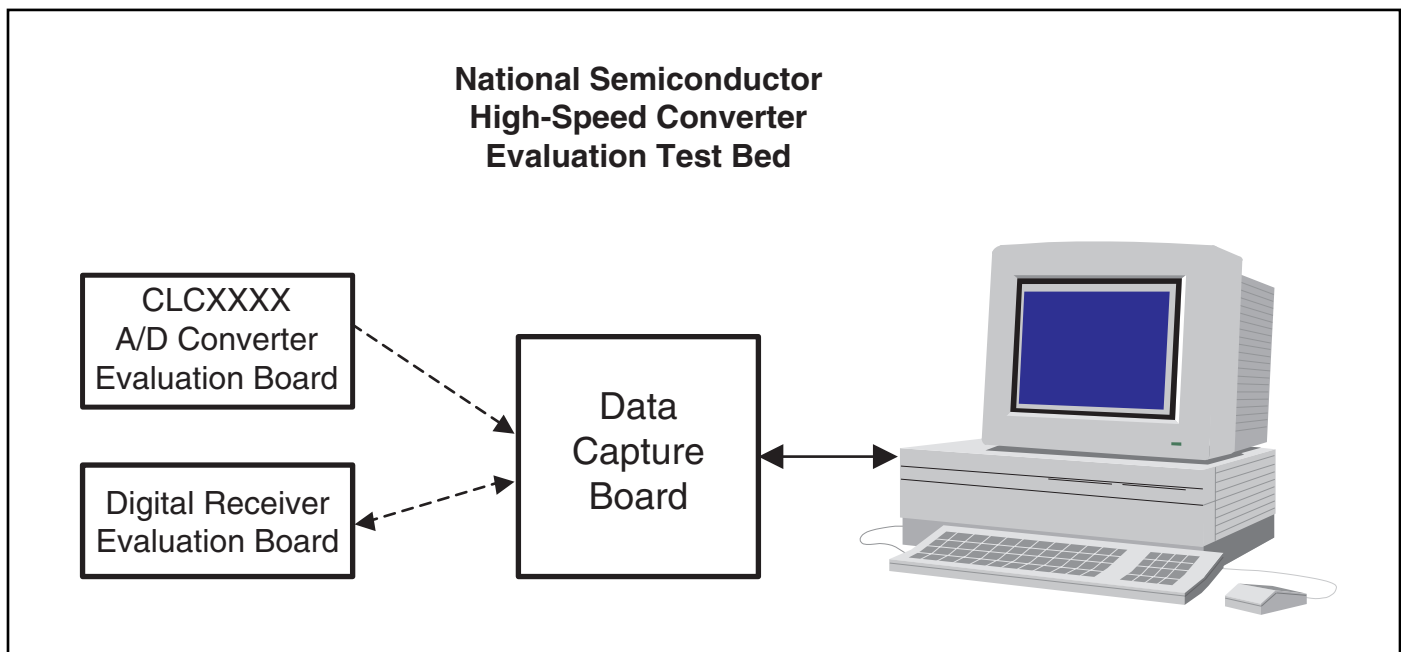 National Semiconductor
High-Speed Converter
Evaluation Test Bed
CLCXXXX
A/D Converter
Evaluation Board
Digital Receiver
Evaluation Board
Data
Capture
Board